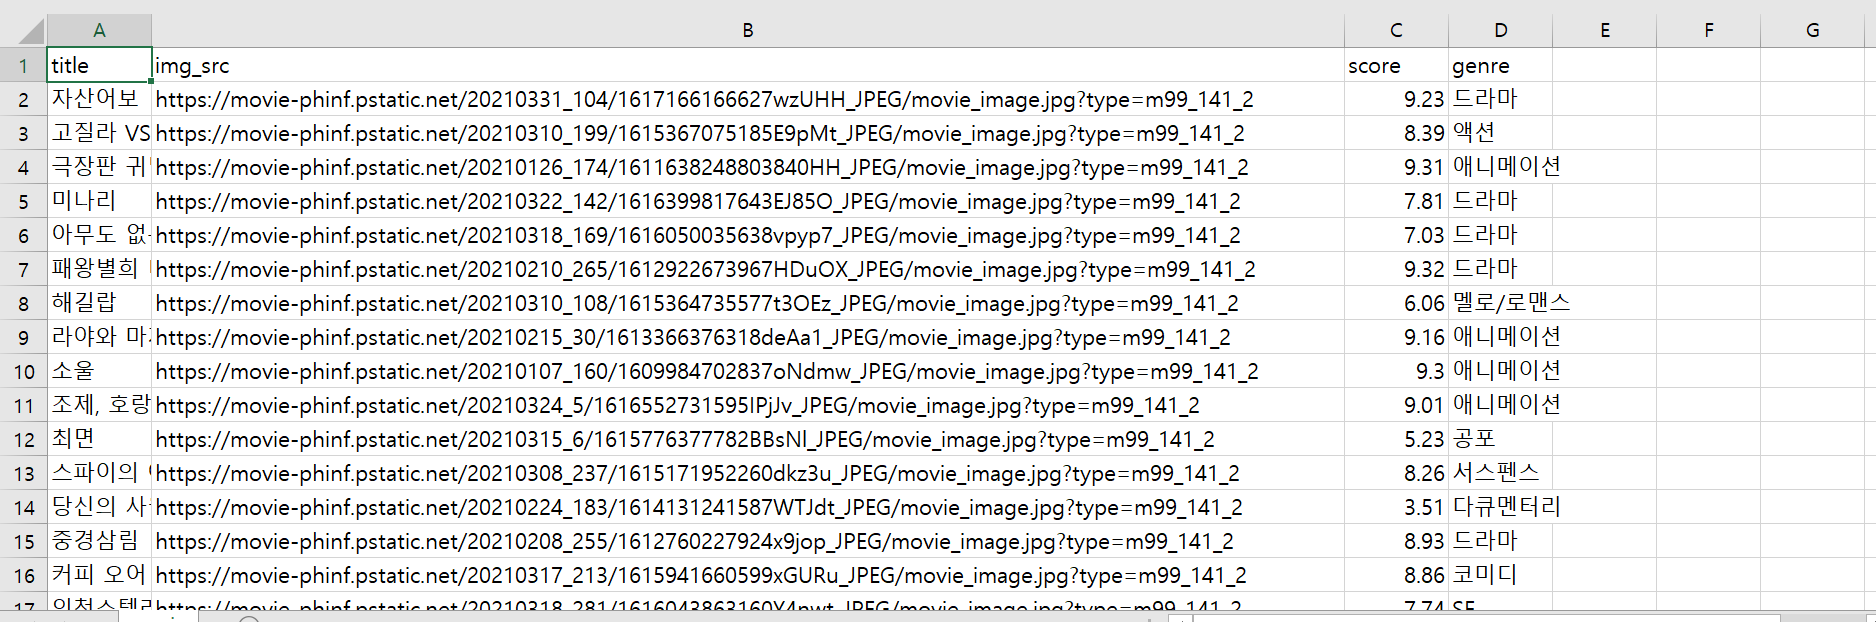 A B C D E F G
1 title img_src score genre
2 자산어보 https://movie-phinf.pstatic.net/20210331_104/1617166166627wzUHH_JPEG/movie_image.jpg?type=m99_141_2 9.23 드라마
3 고질라 VS https://movie-phinf.pstatic.net/20210310_199/1615367075185E9pMt_JPEG/movie_image.jpg?type=m99_141_2 8.39 액션
4 극장판 귀 https://movie-phinf.pstatic.net/20210126_174/1611638248803840HH_JPEG/movie_image.jpg?type=m99_141_2 9.31 애니메이션
5 미나리 https://movie-phinf.pstatic.net/20210322_142/1616399817643EJ85O_JPEG/movie_image.jpg?type=m99_141_2 7.81 드라마
6 아무도 없 https://movie-phinf.pstatic.net/20210318_169/1616050035638vpyp7_JPEG/movie_image.jpg?type=m99_141_2 7.03 드라마
7 패왕별희 https://movie-phinf.pstatic.net/20210210_265/1612922673967HDuOX_JPEG/movie_image.jpg?type=m99_141_2 9.32 드라마
8 해길랍 https://movie-phinf.pstatic.net/20210310_108/1615364735577t3OEz_JPEG/movie_image.jpg?type=m99_141_2 6.06 멜로/로맨스
9 라야와 마 https://movie-phinf.pstatic.net/20210215_30/1613366376318deAa1_JPEG/movie_image.jpg?type=m99_141_2 9.16 애니메이션
10 소울 https://movie-phinf.pstatic.net/20210107_160/1609984702837oNdmw_JPEG/movie_image.jpg?type=m99_141_2 9.3 애니메이션
11 조제, 호랑 https://movie-phinf.pstatic.net/20210324_5/1616552731595IPjJv_JPEG/movie_image.jpg?type=m99_141_2 9.01 애니메이션
12 최면 https://movie-phinf.pstatic.net/20210315_6/1615776377782BBsNl_JPEG/movie_image.jpg?type=m99_141_2 5.23 공포
13 스파이의 https://movie-phinf.pstatic.net/20210308_237/1615171952260dkz3u_JPEG/movie_image.jpg?type=m99_141_2 8.26 서스펜스
14 당신의 사 https://movie-phinf.pstatic.net/20210224_183/1614131241587WTJdt_JPEG/movie_image.jpg?type=m99_141_2 3.51 다큐멘터리
15 중경삼림 https://movie-phinf.pstatic.net/20210208_255/1612760227924x9jop_JPEG/movie_image.jpg?type=m99_141_2 8.93 드라마
16 커피 오어 https://movie-phinf.pstatic.net/20210317_213/1615941660599xGURu_JPEG/movie_image.jpg?type=m99_141_2 8.86 코미디
17 인천스텔라 https://movie-phinf.pstatic.net/20210318_281/1616043863160Y4nwt_JPEG/movie_image.jpg?type=m99_141_2 7.74 SF